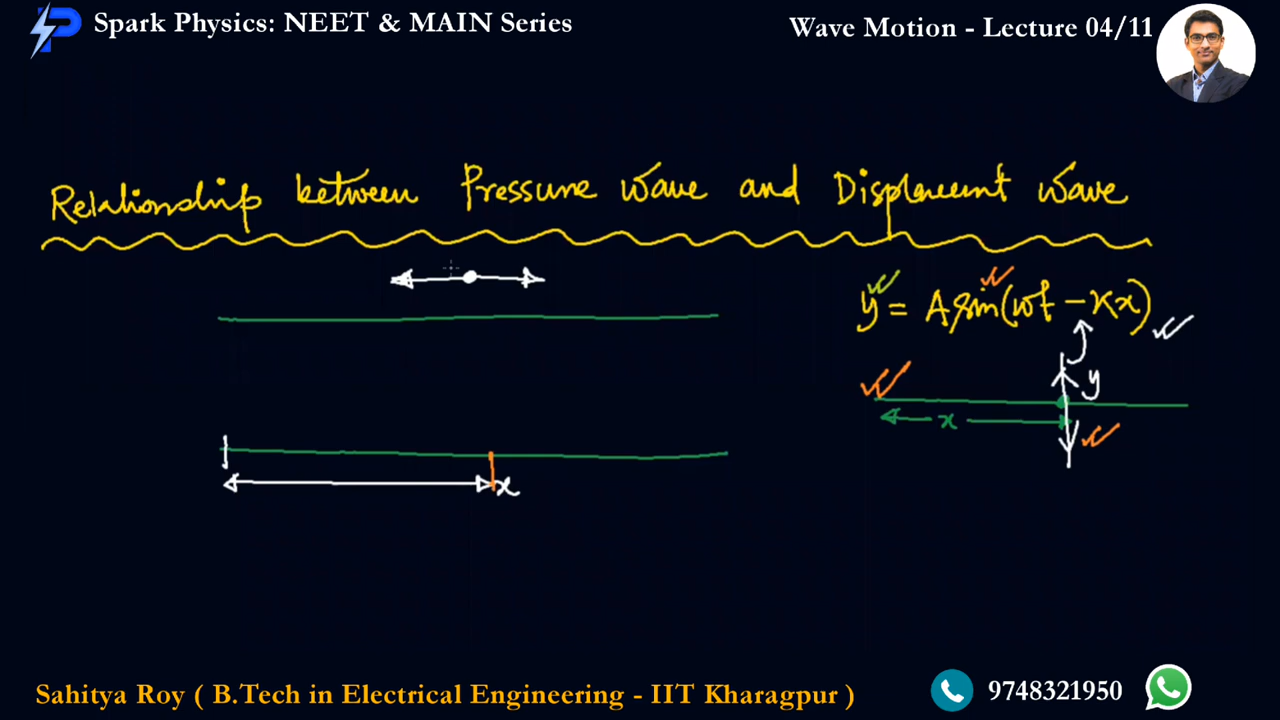 Spark Physics: NEET & MAIN Series
Wave Motion - Lecture 04/11
Relationship between Pressure wave and Displacement wave
y = A sin(ωt - Kx)
y
x
x
Sahitya Roy ( B.Tech in Electrical Engineering - IIT Kharagpur )
9748321950